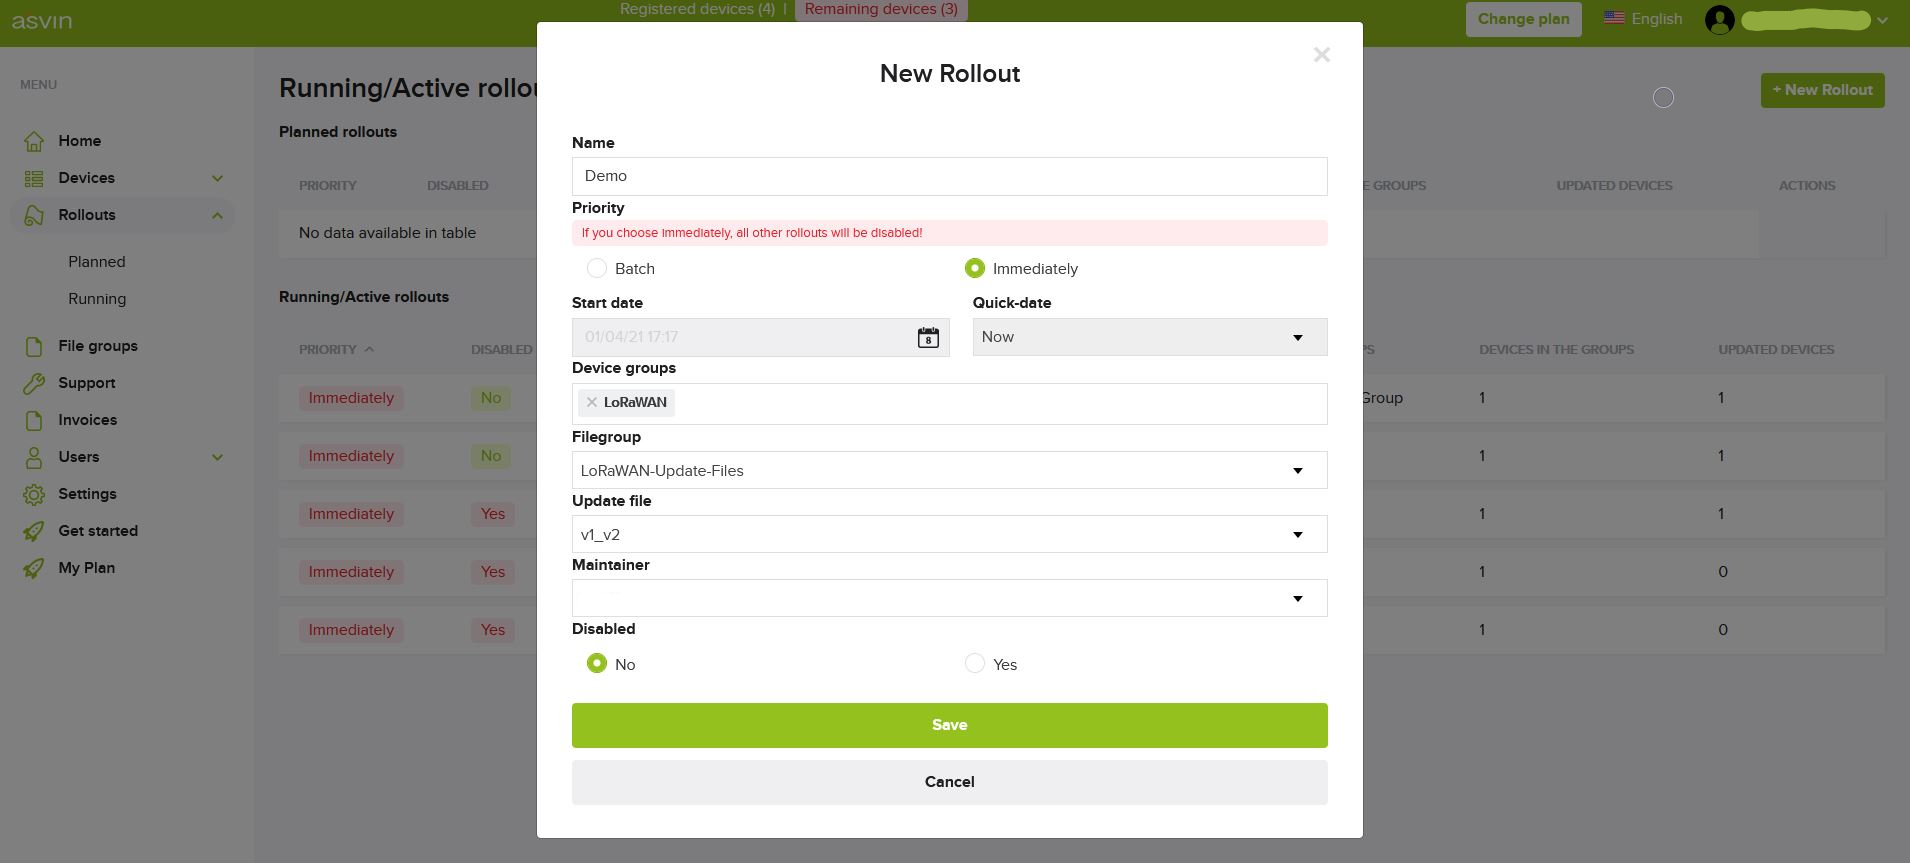 asvin
Registered devices (4) | Remaining devices (3)
Change plan
English
MENU
Home
Devices
Rollouts
Planned
Running
File groups
Support
Invoices
Users
Settings
Get started
My Plan
Running/Active rollou
+ New Rollout
Planned rollouts
PRIORITY DISABLED E GROUPS UPDATED DEVICES ACTIONS
No data available in table
Running/Active rollouts
PRIORITY DISABLED PS DEVICES IN THE GROUPS UPDATED DEVICES
Immediately No Group 1 1
Immediately No 1 1
Immediately Yes 1 1
Immediately Yes 1 0
Immediately Yes 1 0
New Rollout
Name
Demo
Priority
If you choose immediately, all other rollouts will be disabled!
Batch Immediately
Start date Quick-date
01/04/21 17:17 8 Now
Device groups
× LoRaWAN
Filegroup
LoRaWAN-Update-Files
Update file
v1_v2
Maintainer
Disabled
No Yes
Save
Cancel